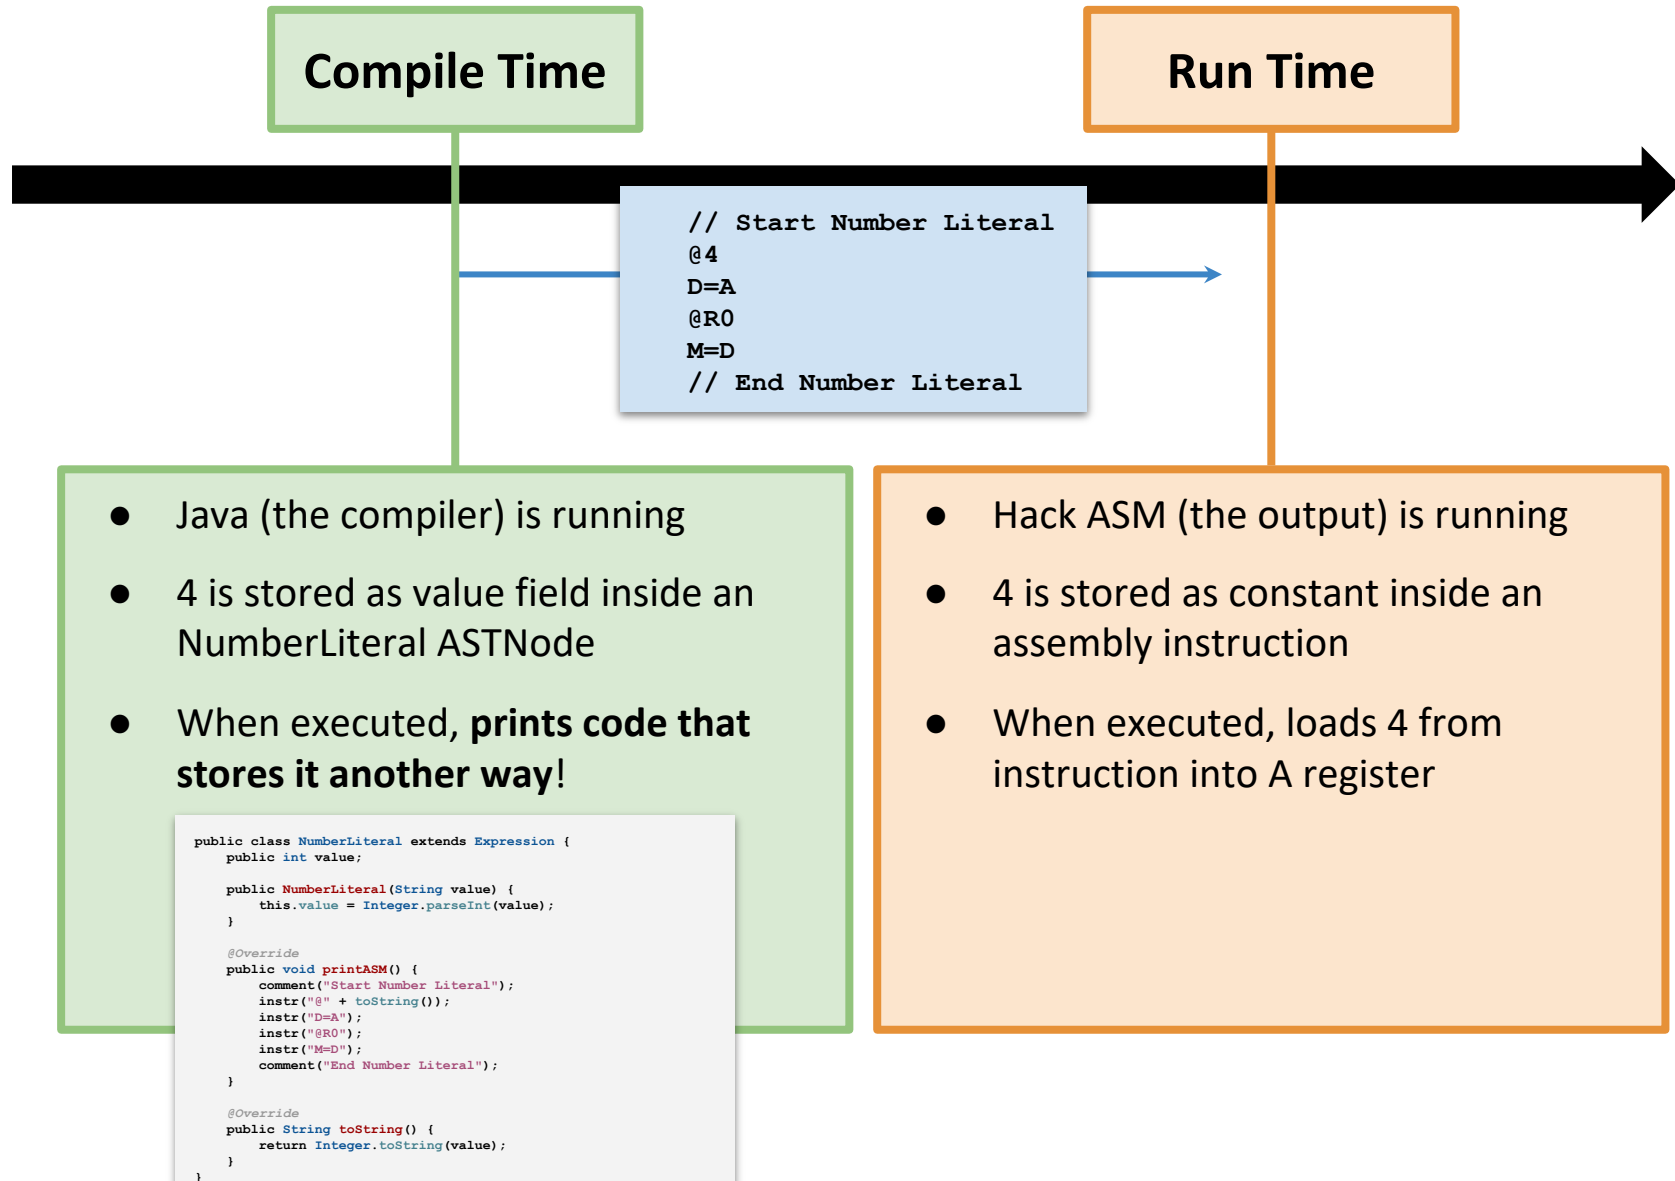 Compile Time
Run Time
// Start Number Literal
@4
D=A
@R0
M=D
// End Number Literal
● Java (the compiler) is running
● 4 is stored as value field inside an
NumberLiteral ASTNode
● When executed, prints code that
stores it another way!
public class NumberLiteral extends Expression {
    public int value;
    public NumberLiteral(String value) {
        this.value = Integer.parseInt(value);
    }
    @Override
    public void printASM() {
        comment("Start Number Literal");
        instr("@" + toString());
        instr("D=A");
        instr("@R0");
        instr("M=D");
        comment("End Number Literal");
    }
    @Override
    public String toString() {
        return Integer.toString(value);
    }
}
● Hack ASM (the output) is running
● 4 is stored as constant inside an
assembly instruction
● When executed, loads 4 from
instruction into A register